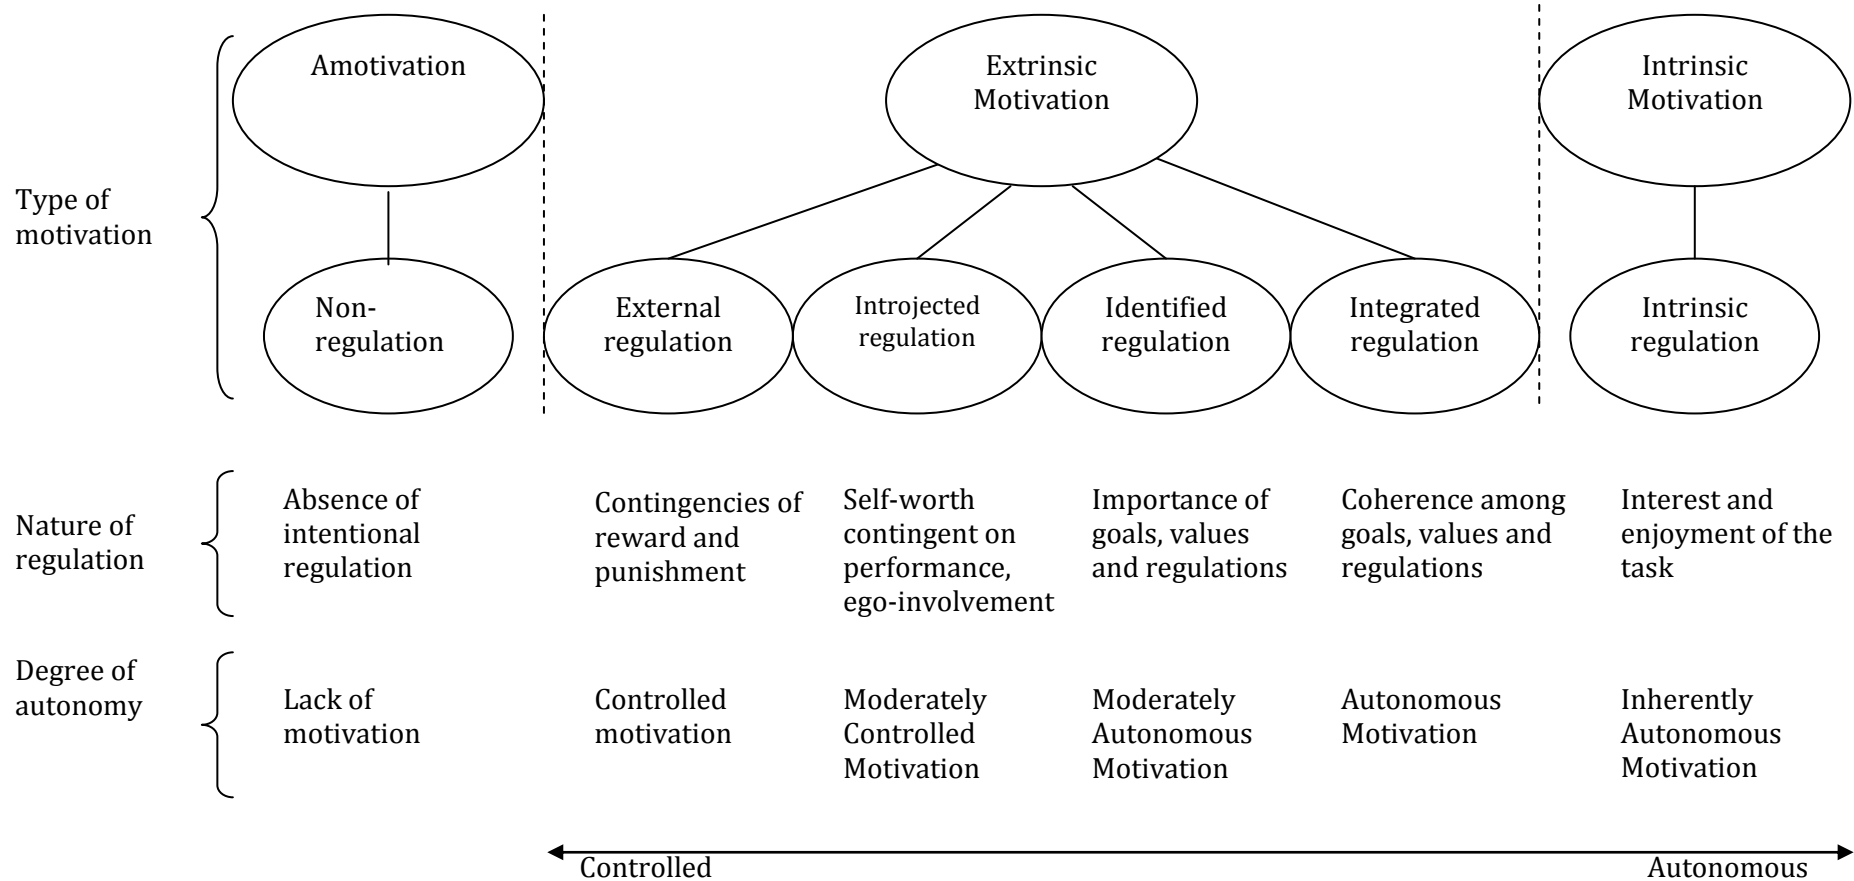 Amotivation
Extrinsic
Motivation
Intrinsic
Motivation
Type of
motivation
Non-
regulation
External
regulation
Introjected
regulation
Identified
regulation
Integrated
regulation
Intrinsic
regulation
Nature of
regulation
Absence of
intentional
regulation
Contingencies of
reward and
punishment
Self-worth
contingent on
performance,
ego-involvement
Importance of
goals, values
and regulations
Coherence among
goals, values and
regulations
Interest and
enjoyment of the
task
Degree of
autonomy
Lack of
motivation
Controlled
motivation
Moderately
Controlled
Motivation
Moderately
Autonomous
Motivation
Autonomous
Motivation
Inherently
Autonomous
Motivation
Controlled
Autonomous